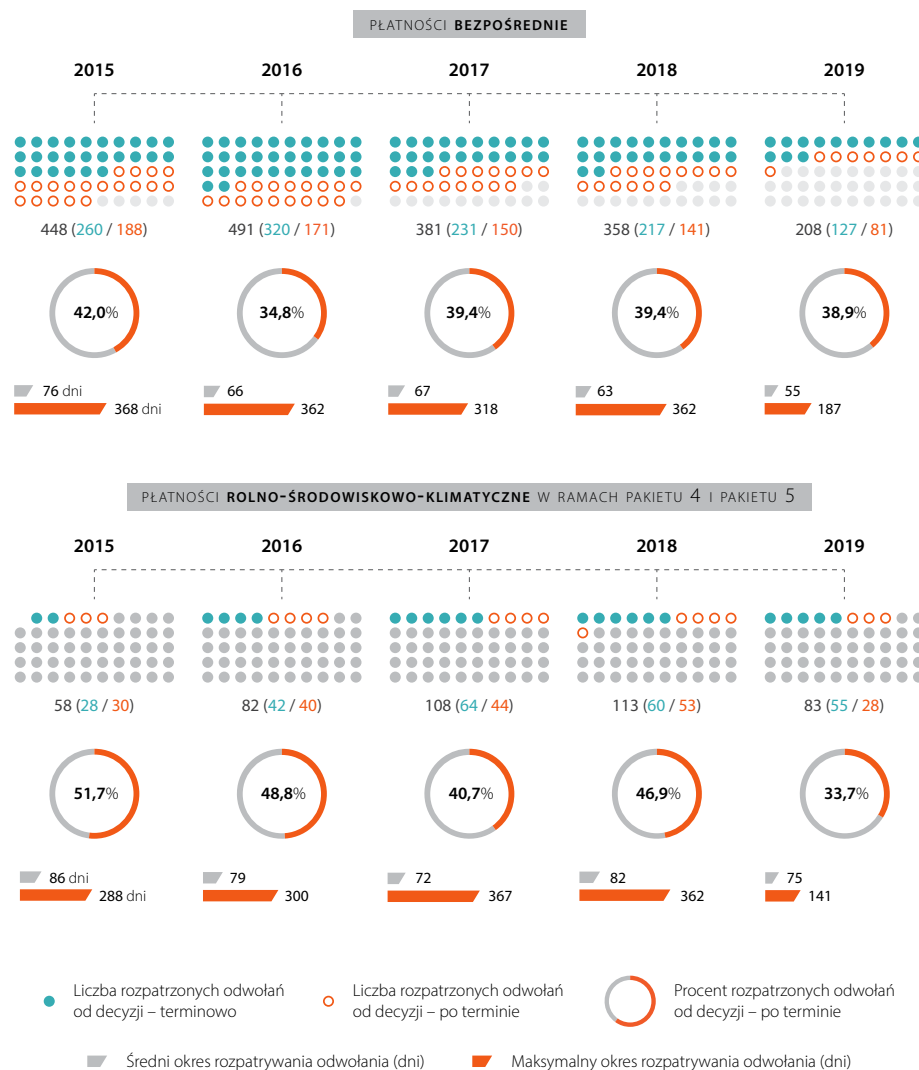 PŁATNOŚCI BEZPOŚREDNIE
2015 2016 2017 2018 2019
448 (260 / 188) 491 (320 / 171) 381 (231 / 150) 358 (217 / 141) 208 (127 / 81)
42,0% 34,8% 39,4% 39,4% 38,9%
76 dni 66 67 63 55
368 dni 362 318 362 187
PŁATNOŚCI ROLNO-ŚRODOWISKOWO-KLIMATYCZNE W RAMACH PAKIETU 4 I PAKIETU 5
2015 2016 2017 2018 2019
58 (28 / 30) 82 (42 / 40) 108 (64 / 44) 113 (60 / 53) 83 (55 / 28)
51,7% 48,8% 40,7% 46,9% 33,7%
86 dni 79 72 82 75
288 dni 300 367 362 141
Liczba rozpatrzonych odwołań
od decyzji – terminowo
Liczba rozpatrzonych odwołań
od decyzji – po terminie
Procent rozpatrzonych odwołań
od decyzji – po terminie
Średni okres rozpatrywania odwołania (dni)
Maksymalny okres rozpatrywania odwołania (dni)